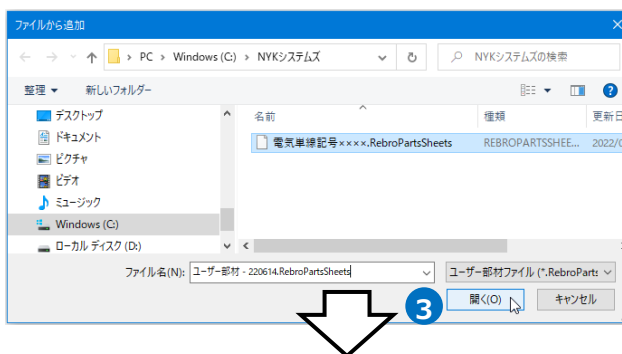 ファイルから追加
PC > Windows (C:) > NYKシステムズ
NYKシステムズの検索
整理 新しいフォルダー
デスクトップ
ドキュメント
ピクチャ
ビデオ
ミュージック
Windows (C:)
ローカル ディスク (D:)
名前 種類 更新日
電気単線記号××××.RebroPartsSheets REBROPARTSSHEE... 2022/0
ファイル名(N): ユーザー部材 - 220614.RebroPartsSheets ユーザー部材ファイル (*.RebroParts
3 開く(O) キャンセル